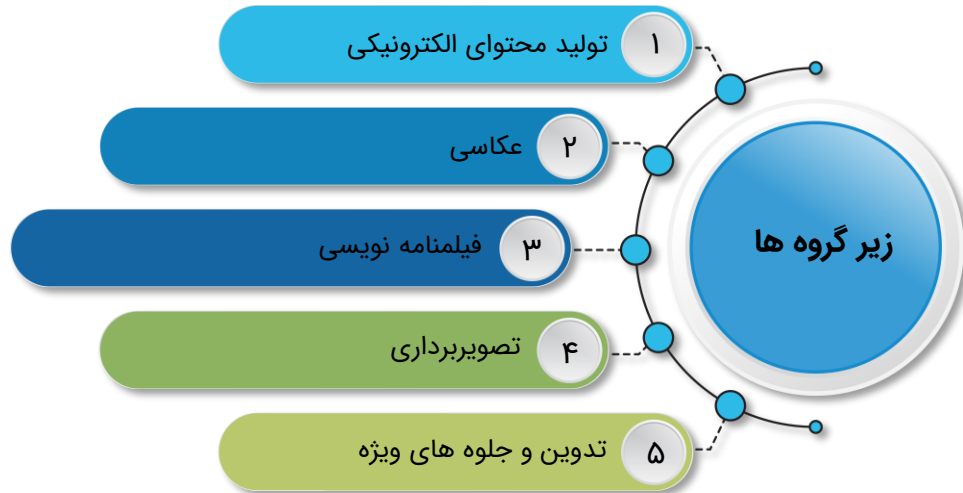 زیر گروه ها
۱ تولید محتوای الکترونیکی
۲ عکاسی
۳ فیلمنامه نویسی
۴ تصویربرداری
۵ تدوین و جلوه های ویژه